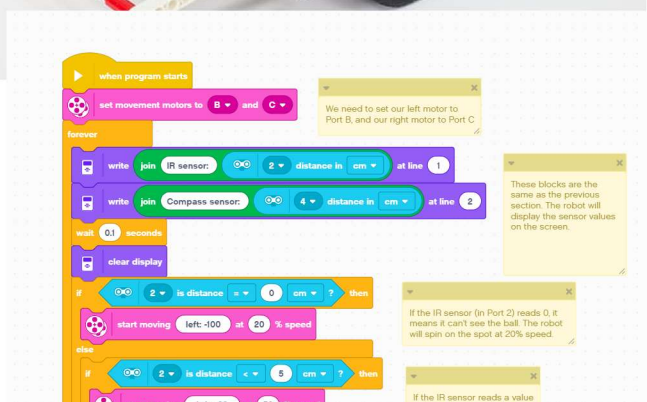 when program starts
set movement motors to B and C
We need to set our left motor to
Port B, and our right motor to Port C
forever
write join IR sensor: 2 distance in cm at line 1
write join Compass sensor: 4 distance in cm at line 2
These blocks are the
same as the previous
section. The robot will
display the sensor values
on the screen.
wait 0.1 seconds
clear display
if 2 is distance = 0 cm ? then
If the IR sensor (in Port 2) reads 0, it
means it can't see the ball. The robot
will spin on the spot at 20% speed.
start moving left: -100 at 20 % speed
else
if 2 is distance < 5 cm ? then
If the IR sensor reads a value